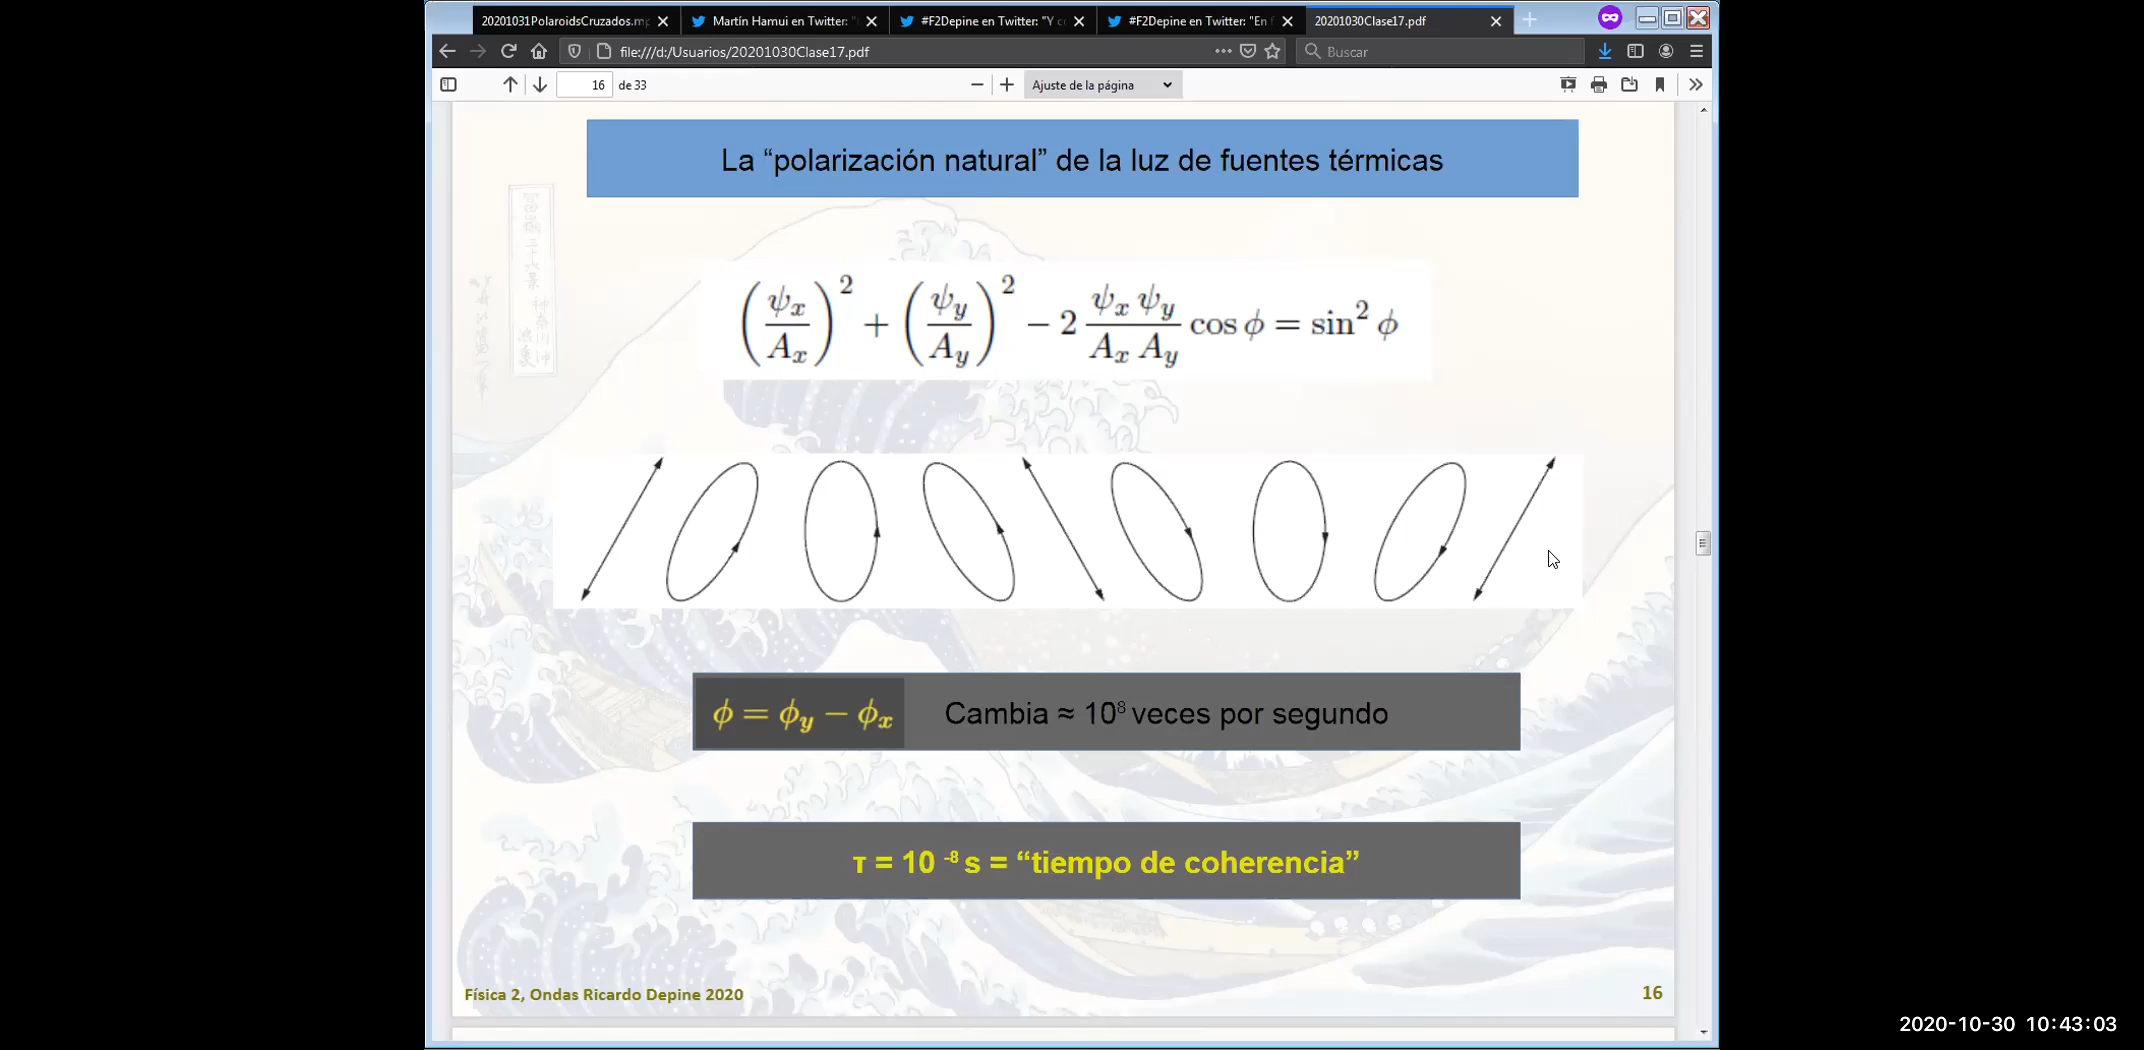 20201031PolaroidsCruzados.mp
Martín Hamui en Twitter: "
#F2Depine en Twitter: "Y c
#F2Depine en Twitter: "En
20201030Clase17.pdf
file:///d:/Usuarios/20201030Clase17.pdf
Buscar
16 de 33
Ajuste de la página
La “polarización natural” de la luz de fuentes térmicas
(ψx/Ax)² + (ψy/Ay)² − 2 ψx ψy/Ax Ay cos ϕ = sin² ϕ
ϕ = ϕy − ϕx Cambia ≈ 10⁸ veces por segundo
τ = 10 ⁻⁸ s = “tiempo de coherencia”
Física 2, Ondas Ricardo Depine 2020
16
2020-10-30 10:43:03